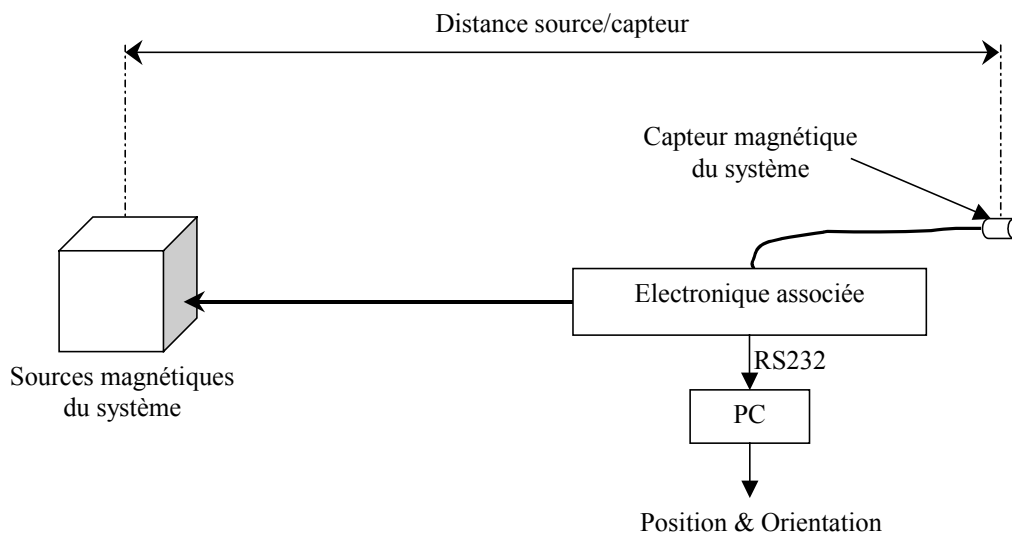 Distance source/capteur
Capteur magnétique
du système
Electronique associée
Sources magnétiques
du système
RS232
PC
Position & Orientation